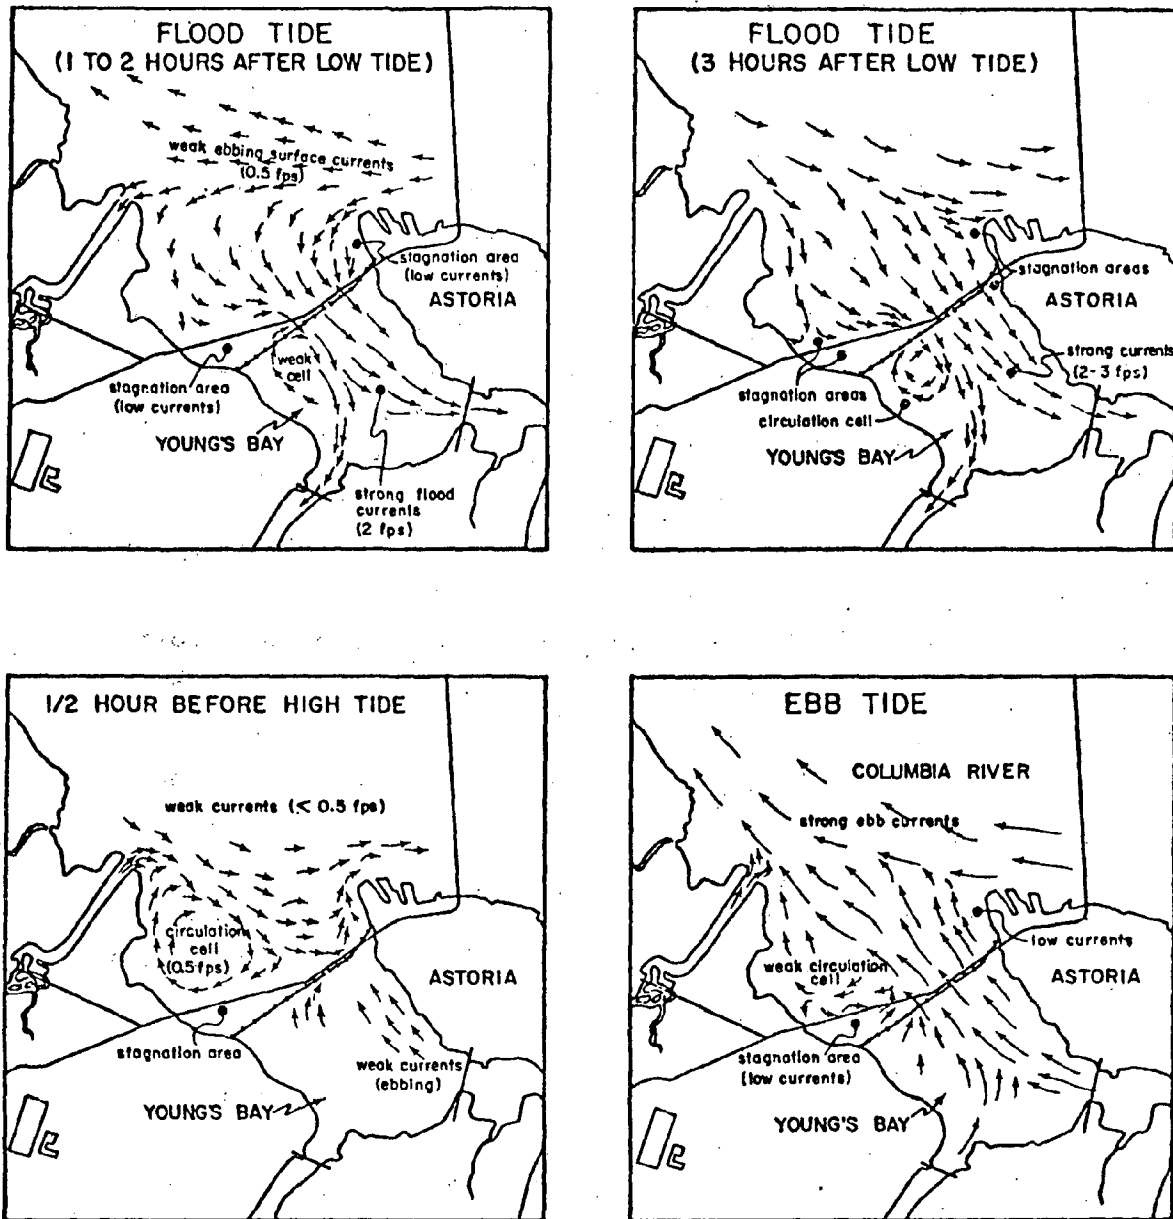 FLOOD TIDE
(1 TO 2 HOURS AFTER LOW TIDE)
weak ebbing surface currents
(0.5 fps)
stagnation area
(low currents)
ASTORIA
weak
cell
stagnation area
(low currents)
YOUNG'S BAY
strong flood
currents
(2 fps)
FLOOD TIDE
(3 HOURS AFTER LOW TIDE)
stagnation areas
ASTORIA
strong currents
(2-3 fps)
stagnation areas
circulation cell
YOUNG'S BAY
1/2 HOUR BEFORE HIGH TIDE
weak currents (< 0.5 fps)
circulation
cell
(0.5 fps)
ASTORIA
stagnation area
weak currents
(ebbing)
YOUNG'S BAY
EBB TIDE
COLUMBIA RIVER
strong ebb currents
low currents
weak circulation
cell
ASTORIA
stagnation area
(low currents)
YOUNG'S BAY